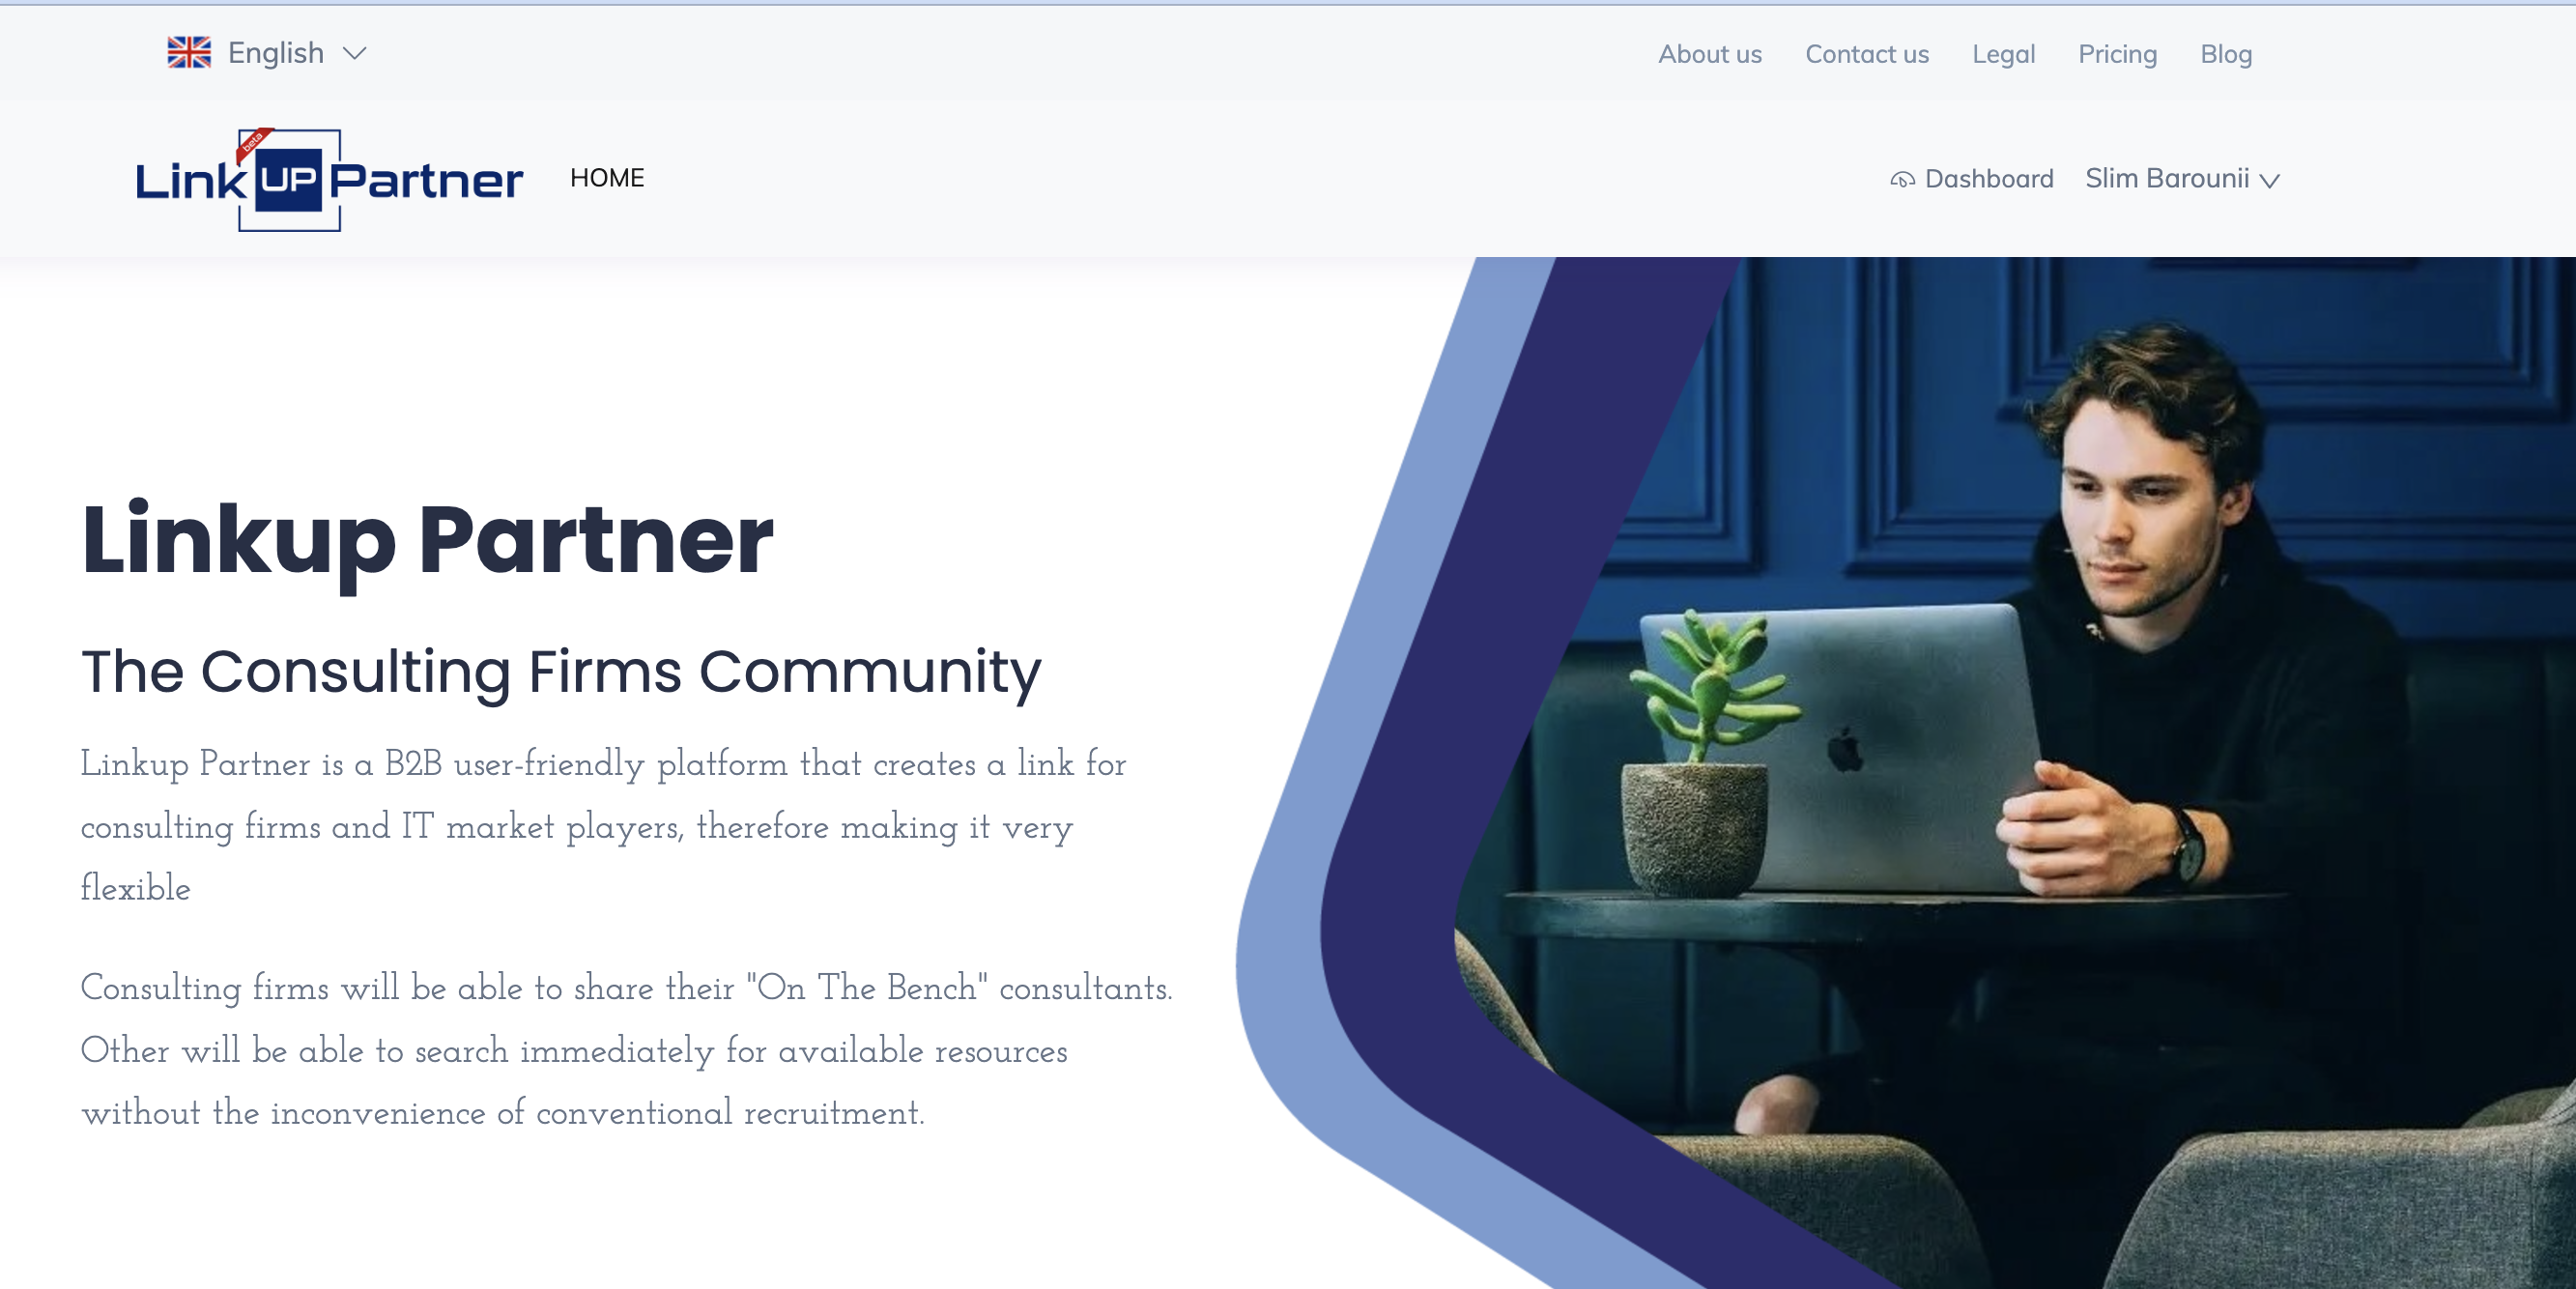 English
About us Contact us Legal Pricing Blog
beta
Link UP Partner
HOME
Dashboard Slim Barounii
Linkup Partner
The Consulting Firms Community
Linkup Partner is a B2B user-friendly platform that creates a link for
consulting firms and IT market players, therefore making it very
flexible
Consulting firms will be able to share their "On The Bench" consultants.
Other will be able to search immediately for available resources
without the inconvenience of conventional recruitment.